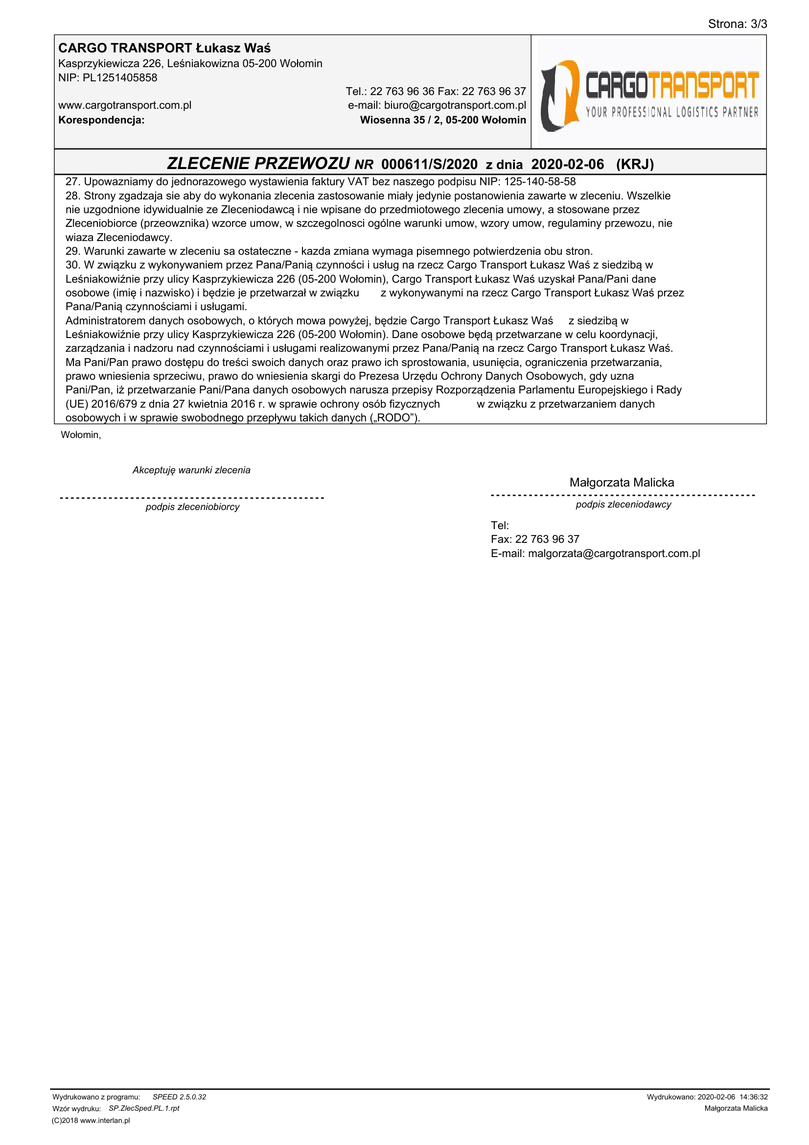 Strona: 3/3
CARGO TRANSPORT Łukasz Waś
Kasprzykiewicza 226, Leśniakowizna 05-200 Wołomin
NIP: PL1251405858
Tel.: 22 763 96 36 Fax: 22 763 96 37
www.cargotransport.com.pl e-mail: biuro@cargotransport.com.pl
Korespondencja: Wiosenna 35 / 2, 05-200 Wołomin
CARGOTRANSPORT
YOUR PROFESSIONAL LOGISTICS PARTNER
ZLECENIE PRZEWOZU NR 000611/S/2020 z dnia 2020-02-06 (KRJ)
27. Upowazniamy do jednorazowego wystawienia faktury VAT bez naszego podpisu NIP: 125-140-58-58
28. Strony zgadzaja sie aby do wykonania zlecenia zastosowanie miały jedynie postanowienia zawarte w zleceniu. Wszelkie
nie uzgodnione idywidualnie ze Zleceniodawcą i nie wpisane do przedmiotowego zlecenia umowy, a stosowane przez
Zleceniobiorce (przeowznika) wzorce umow, w szczegolnosci ogólne warunki umow, wzory umow, regulaminy przewozu, nie
wiaza Zleceniodawcy.
29. Warunki zawarte w zleceniu sa ostateczne - kazda zmiana wymaga pisemnego potwierdzenia obu stron.
30. W związku z wykonywaniem przez Pana/Panią czynności i usług na rzecz Cargo Transport Łukasz Waś z siedzibą w
Leśniakowiźnie przy ulicy Kasprzykiewicza 226 (05-200 Wołomin), Cargo Transport Łukasz Waś uzyskał Pana/Pani dane
osobowe (imię i nazwisko) i będzie je przetwarzał w związku z wykonywanymi na rzecz Cargo Transport Łukasz Waś przez
Pana/Panią czynnościami i usługami.
Administratorem danych osobowych, o których mowa powyżej, będzie Cargo Transport Łukasz Waś z siedzibą w
Leśniakowiźnie przy ulicy Kasprzykiewicza 226 (05-200 Wołomin). Dane osobowe będą przetwarzane w celu koordynacji,
zarządzania i nadzoru nad czynnościami i usługami realizowanymi przez Pana/Panią na rzecz Cargo Transport Łukasz Waś.
Ma Pani/Pan prawo dostępu do treści swoich danych oraz prawo ich sprostowania, usunięcia, ograniczenia przetwarzania,
prawo wniesienia sprzeciwu, prawo do wniesienia skargi do Prezesa Urzędu Ochrony Danych Osobowych, gdy uzna
Pani/Pan, iż przetwarzanie Pani/Pana danych osobowych narusza przepisy Rozporządzenia Parlamentu Europejskiego i Rady
(UE) 2016/679 z dnia 27 kwietnia 2016 r. w sprawie ochrony osób fizycznych w związku z przetwarzaniem danych
osobowych i w sprawie swobodnego przepływu takich danych („RODO").
Wołomin,
Akceptuję warunki zlecenia
podpis zleceniobiorcy
Małgorzata Malicka
podpis zleceniodawcy
Tel:
Fax: 22 763 96 37
E-mail: malgorzata@cargotransport.com.pl
Wydrukowano z programu: SPEED 2.5.0.32 Wydrukowano: 2020-02-06 14:36:32
Wzór wydruku: SP.ZlecSped.PL.1.rpt Małgorzata Malicka
(C)2018 www.interlan.pl